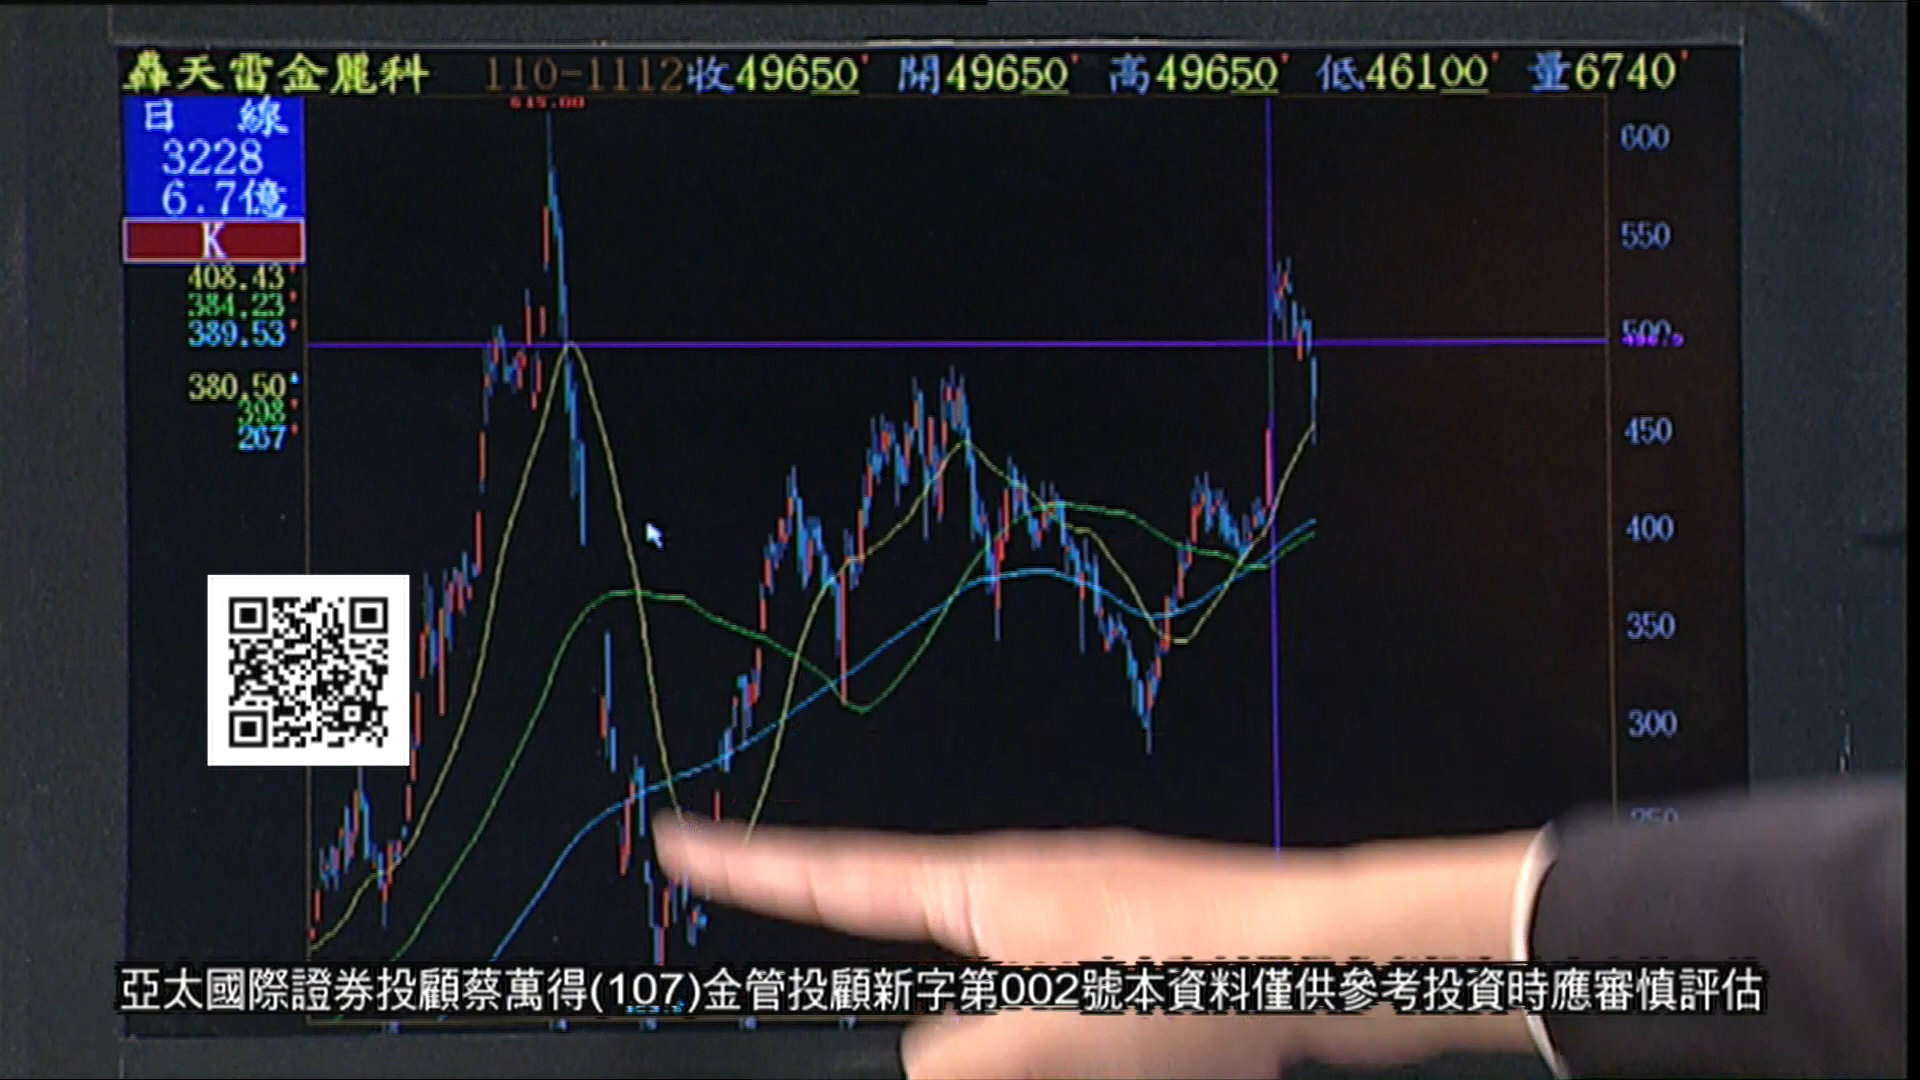 轟天雷金麗科 110-1112收49650 開49650 高49650 低46100 量6740
日 線
3228
6.7億
K
408.43
384.23
389.53
380.50
398
267
600
550
500
450
400
350
300
亞太國際證券投顧蔡萬得(107)金管投顧新字第002號本資料僅供參考投資時應審慎評估